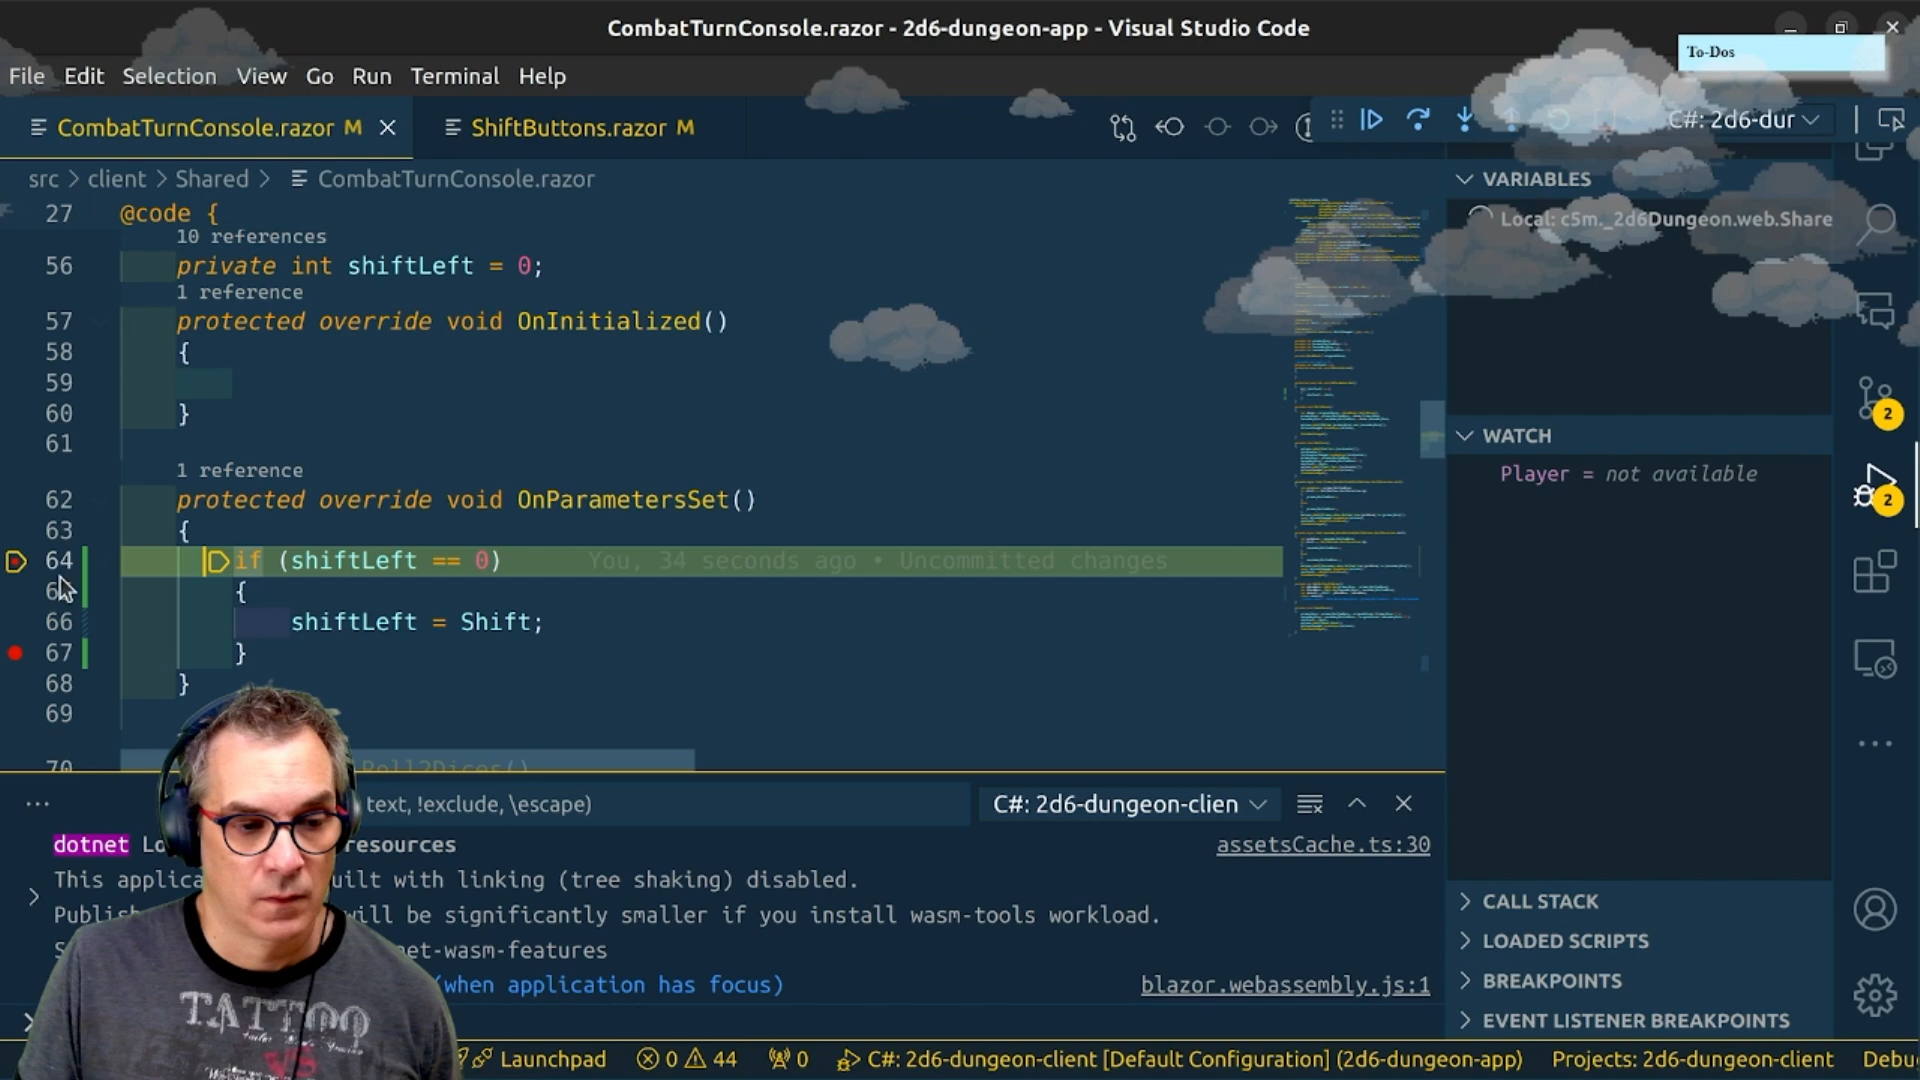 CombatTurnConsole.razor - 2d6-dungeon-app - Visual Studio Code
To-Dos
File Edit Selection View Go Run Terminal Help
CombatTurnConsole.razor M
ShiftButtons.razor M
C#: 2d6-dur
src > client > Shared > CombatTurnConsole.razor
27 @code {
10 references
56 private int shiftLeft = 0;
1 reference
57 protected override void OnInitialized()
58 {
59
60 }
61
1 reference
62 protected override void OnParametersSet()
63 {
64 if (shiftLeft == 0) You, 34 seconds ago • Uncommitted changes
{
66 shiftLeft = Shift;
67 }
68 }
69
70 Roll2Dices()
VARIABLES
Local: c5m._2d6Dungeon.web.Share
WATCH
Player = not available
2
2
CALL STACK
LOADED SCRIPTS
BREAKPOINTS
EVENT LISTENER BREAKPOINTS
text, !exclude, \escape)
C#: 2d6-dungeon-clien
dotnet resources
assetsCache.ts:30
This with linking (tree shaking) disabled.
will be significantly smaller if you install wasm-tools workload.
(when application has focus)
blazor.webassembly.js:1
TATTOO
VS
Launchpad 0 44 0 C#: 2d6-dungeon-client [Default Configuration] (2d6-dungeon-app) Projects: 2d6-dungeon-client